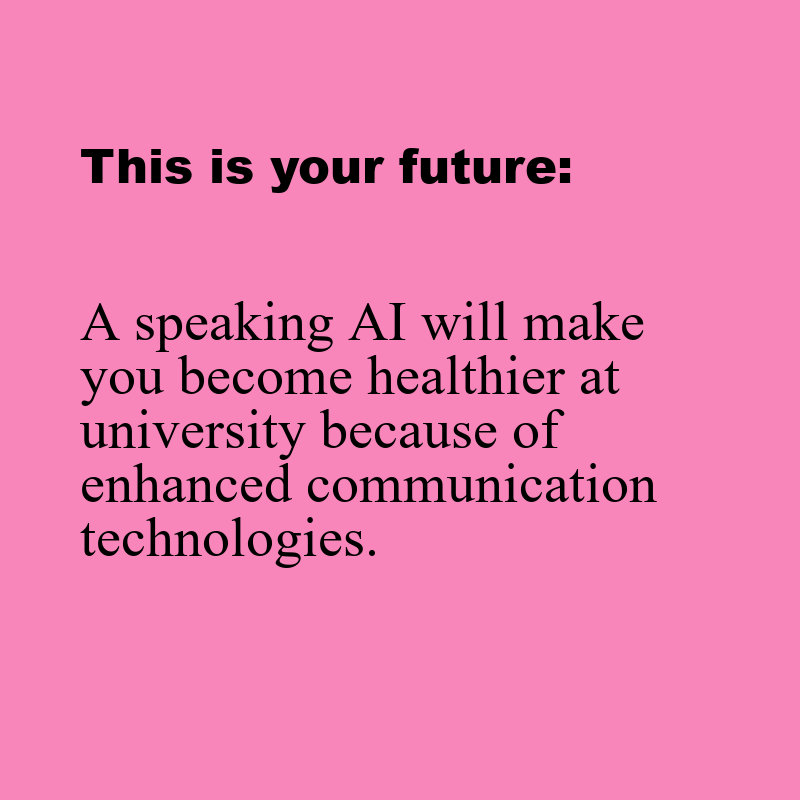 This is your future:
A speaking AI will make
you become healthier at
university because of
enhanced communication
technologies.